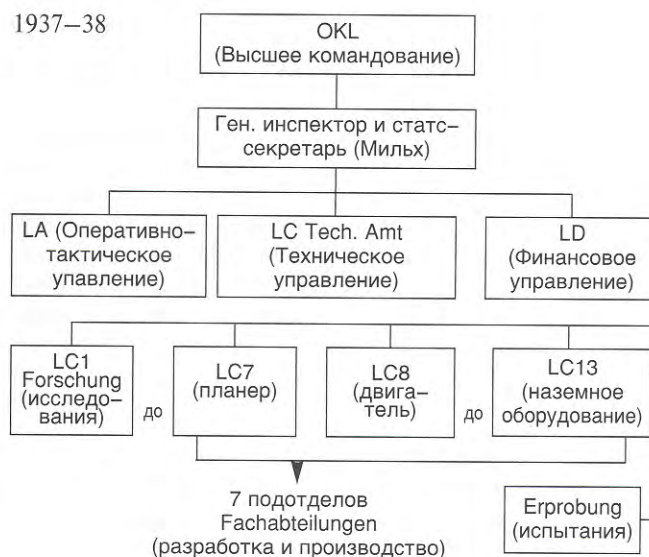 1937–38
OKL
(Высшее командование)
Ген. инспектор и статс-
секретарь (Мильх)
LA (Оперативно-
тактическое
упавление)
LC Tech. Amt
(Техническое
управление)
LD
(Финансовое
управление)
LC1
Forschung
(исследо-
вания)
до
LC7
(планер)
LC8
(двига-
тель)
до
LC13
(наземное
оборудование)
7 подотделов
Fachabteilungen
(разработка и производство)
Erprobung
(испытания)